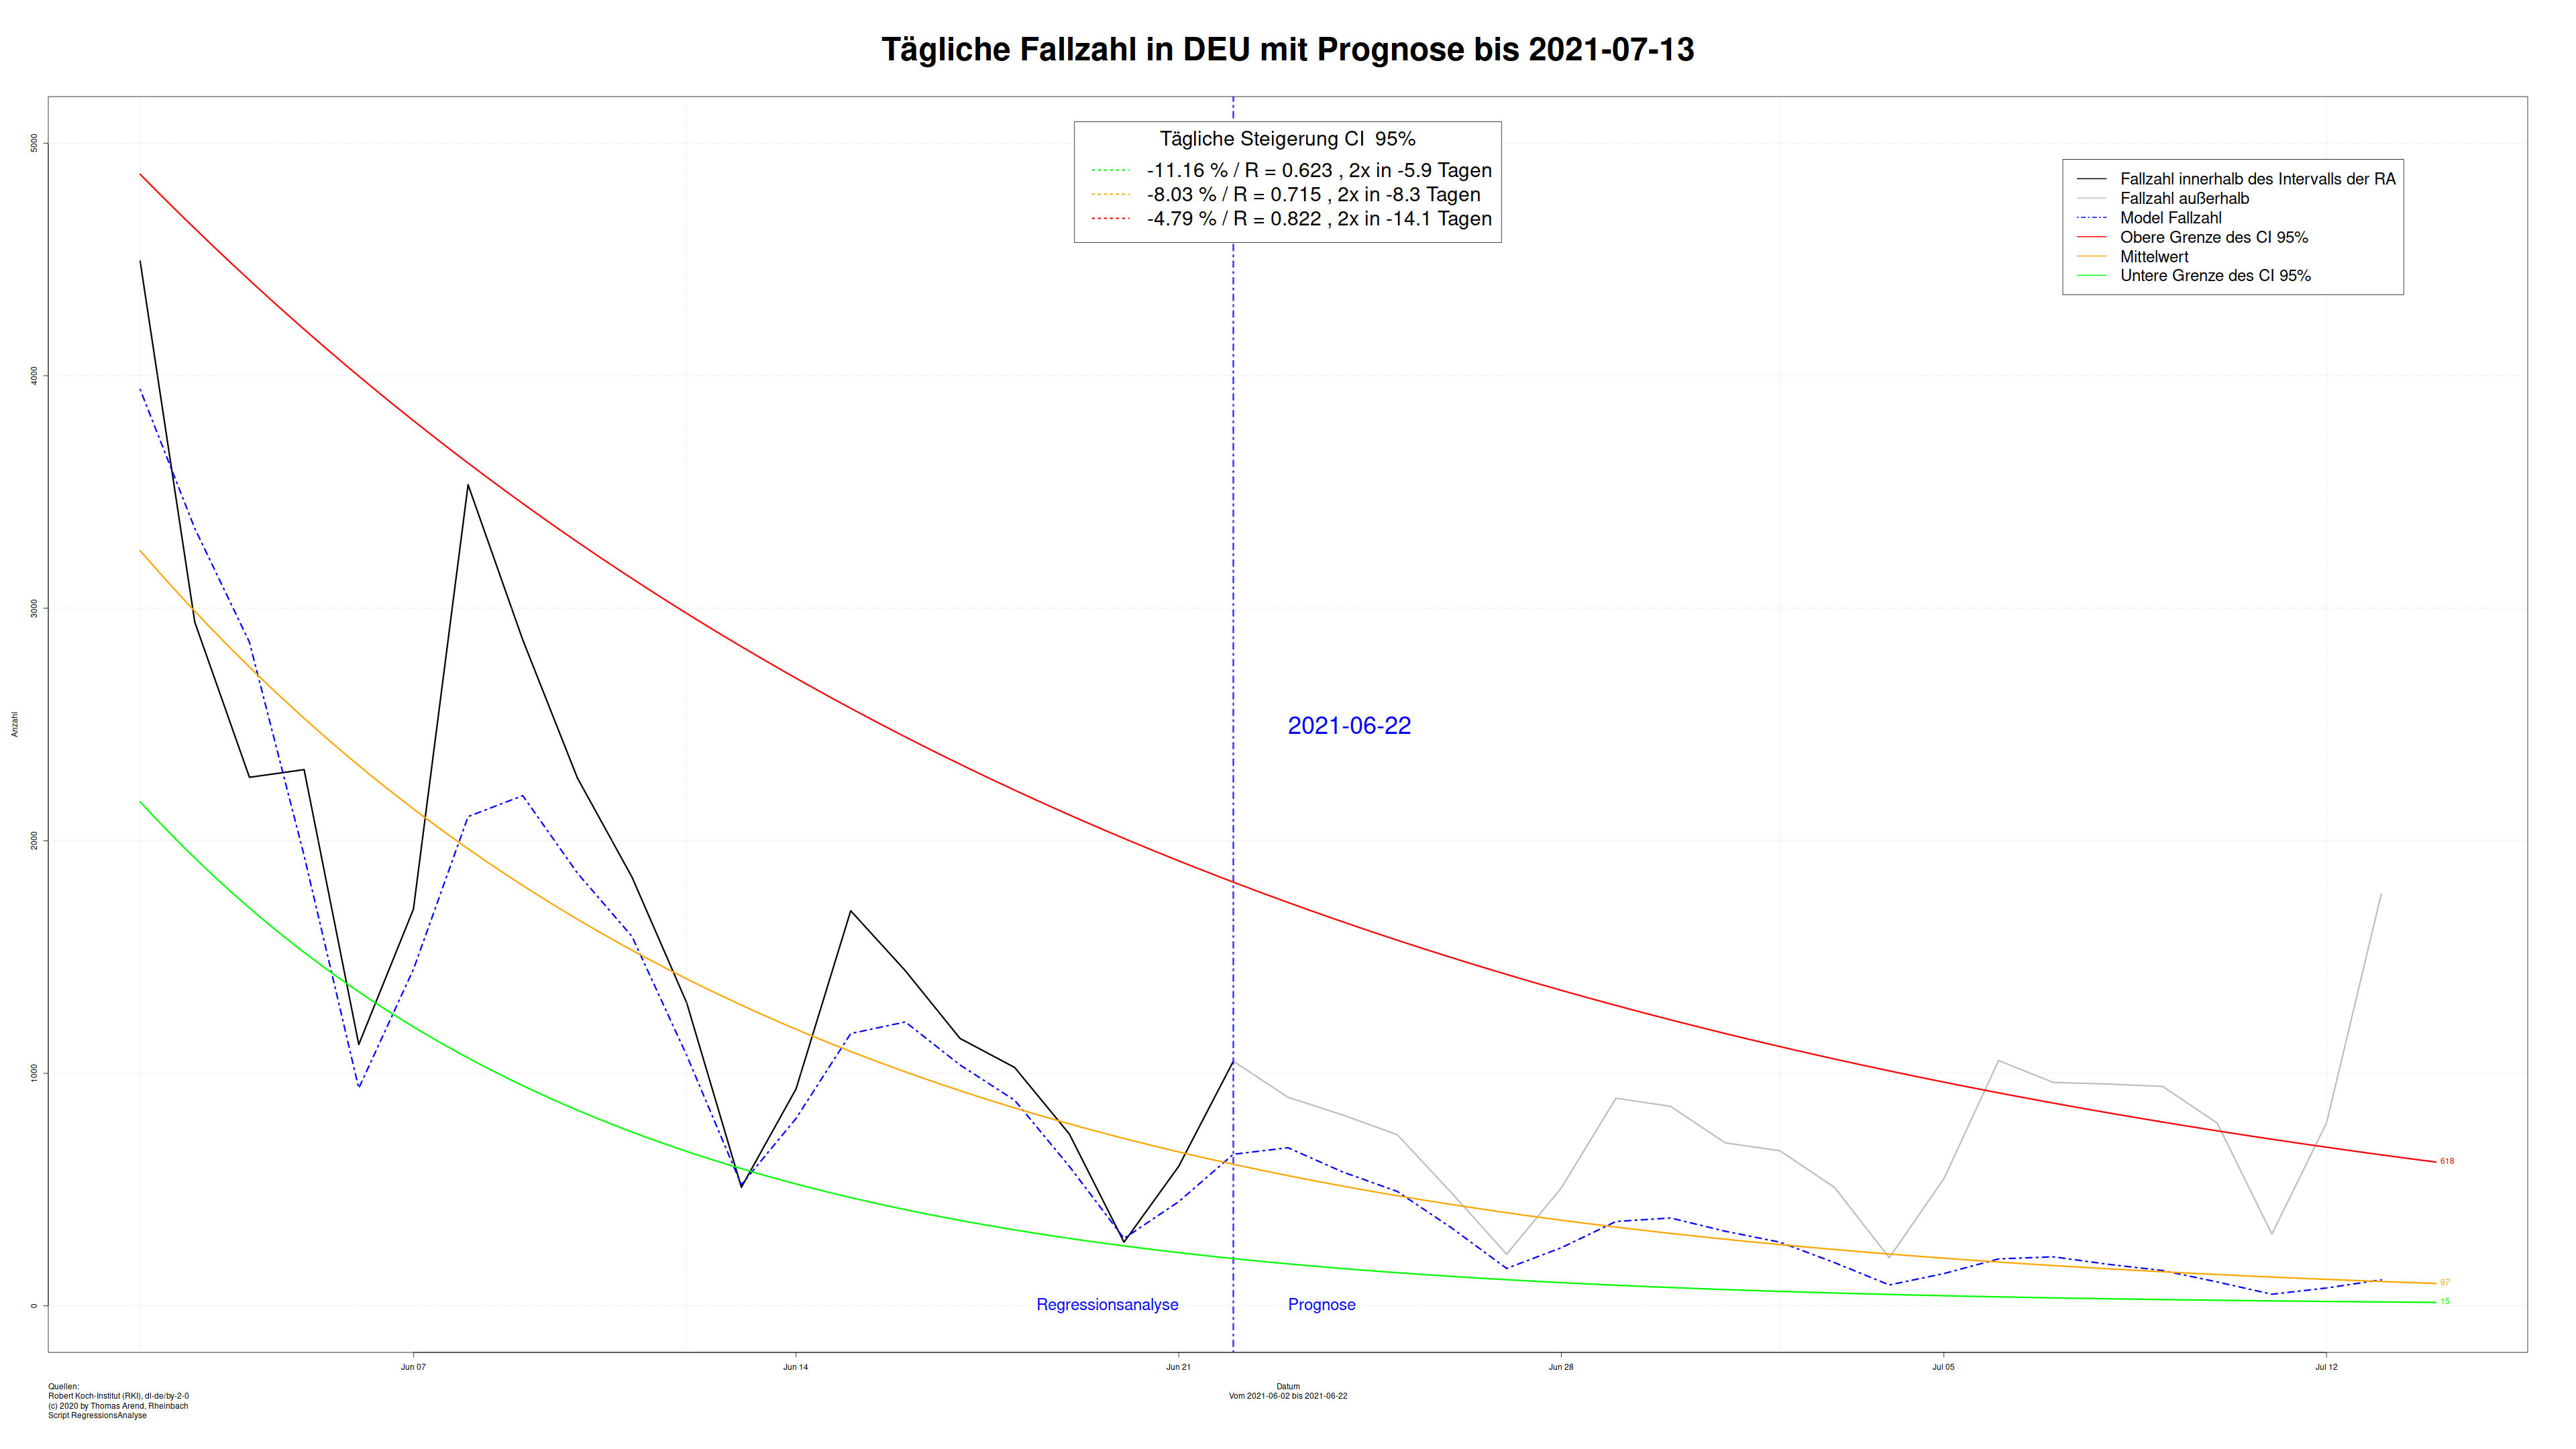 Tägliche Fallzahl in DEU mit Prognose bis 2021-07-13
Tägliche Steigerung CI 95%
-11.16 % / R = 0.623 , 2x in -5.9 Tagen
-8.03 % / R = 0.715 , 2x in -8.3 Tagen
-4.79 % / R = 0.822 , 2x in -14.1 Tagen
Fallzahl innerhalb des Intervalls der RA
Fallzahl außerhalb
Model Fallzahl
Obere Grenze des CI 95%
Mittelwert
Untere Grenze des CI 95%
5000
4000
3000
2000
1000
0
Anzahl
2021-06-22
618
97
15
Regressionsanalyse
Prognose
Jun 07
Jun 14
Jun 21
Jun 28
Jul 05
Jul 12
Datum
Vom 2021-06-02 bis 2021-06-22
Quellen:
Robert Koch-Institut (RKI), dl-de/by-2-0
(c) 2020 by Thomas Arend, Rheinbach
Script RegressionsAnalyse